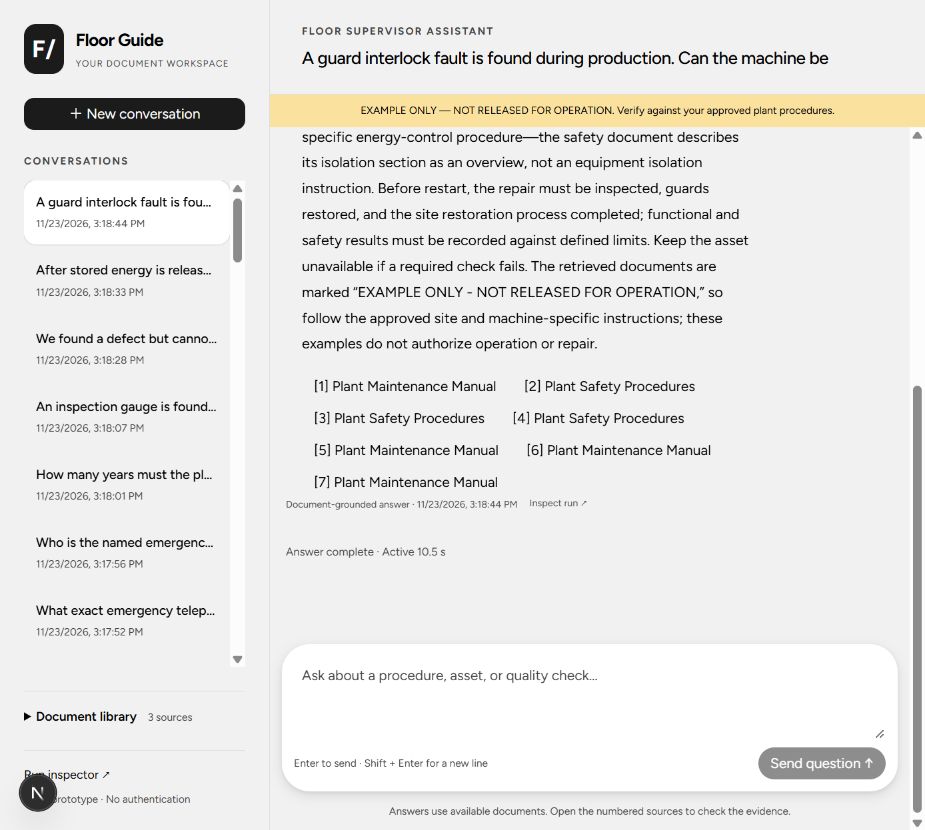 F/
Floor Guide
YOUR DOCUMENT WORKSPACE
+ New conversation
CONVERSATIONS
A guard interlock fault is fou...
11/23/2026, 3:18:44 PM
After stored energy is releas...
11/23/2026, 3:18:33 PM
We found a defect but canno...
11/23/2026, 3:18:28 PM
An inspection gauge is found...
11/23/2026, 3:18:07 PM
How many years must the pl...
11/23/2026, 3:18:01 PM
Who is the named emergenc...
11/23/2026, 3:17:56 PM
What exact emergency telep...
11/23/2026, 3:17:52 PM
Document library 3 sources
inspector ↗
N
prototype · No authentication
FLOOR SUPERVISOR ASSISTANT
A guard interlock fault is found during production. Can the machine be
EXAMPLE ONLY — NOT RELEASED FOR OPERATION. Verify against your approved plant procedures.
specific energy-control procedure—the safety document describes
its isolation section as an overview, not an equipment isolation
instruction. Before restart, the repair must be inspected, guards
restored, and the site restoration process completed; functional and
safety results must be recorded against defined limits. Keep the asset
unavailable if a required check fails. The retrieved documents are
marked “EXAMPLE ONLY - NOT RELEASED FOR OPERATION,” so
follow the approved site and machine-specific instructions; these
examples do not authorize operation or repair.
[1] Plant Maintenance Manual [2] Plant Safety Procedures
[3] Plant Safety Procedures [4] Plant Safety Procedures
[5] Plant Maintenance Manual [6] Plant Maintenance Manual
[7] Plant Maintenance Manual
Document-grounded answer · 11/23/2026, 3:18:44 PM Inspect run ↗
Answer complete · Active 10.5 s
Ask about a procedure, asset, or quality check...
Enter to send · Shift + Enter for a new line
Send question ↑
Answers use available documents. Open the numbered sources to check the evidence.